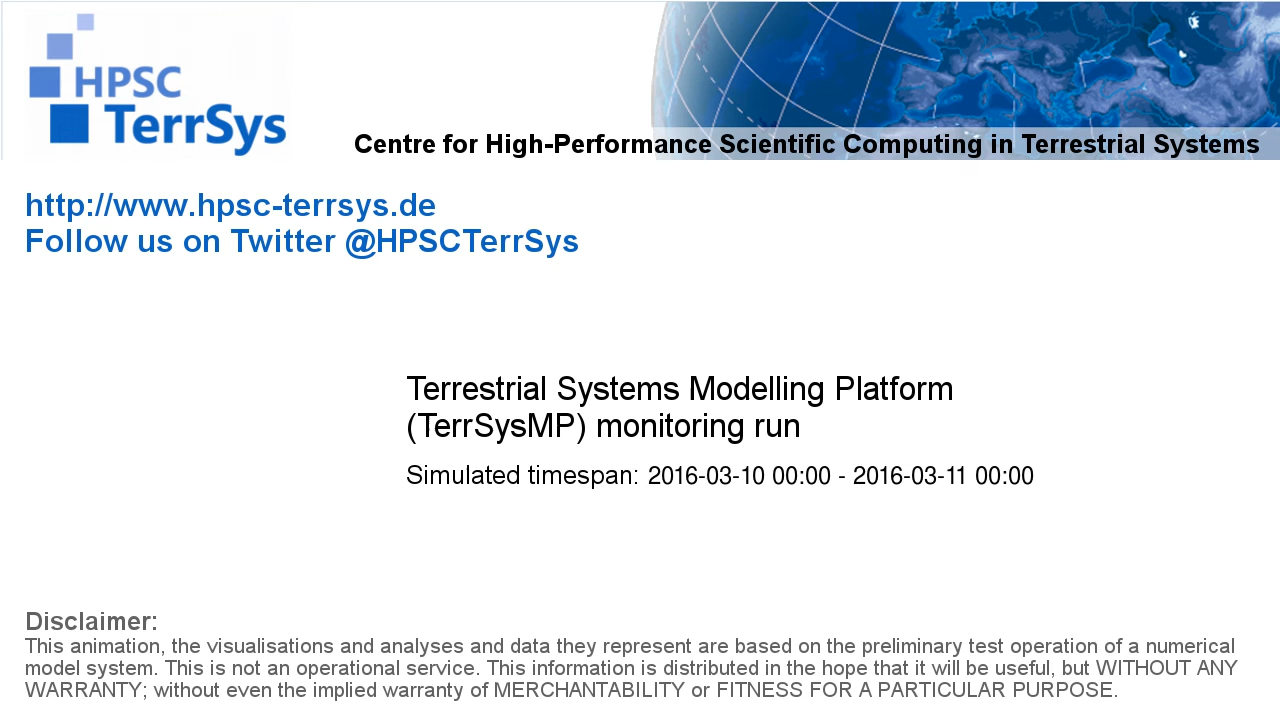 HPSC
TerrSys
Centre for High-Performance Scientific Computing in Terrestrial Systems
http://www.hpsc-terrsys.de
Follow us on Twitter @HPSCTerrSys
Terrestrial Systems Modelling Platform
(TerrSysMP) monitoring run
Simulated timespan: 2016-03-10 00:00 - 2016-03-11 00:00
Disclaimer:
This animation, the visualisations and analyses and data they represent are based on the preliminary test operation of a numerical
model system. This is not an operational service. This information is distributed in the hope that it will be useful, but WITHOUT ANY
WARRANTY; without even the implied warranty of MERCHANTABILITY or FITNESS FOR A PARTICULAR PURPOSE.